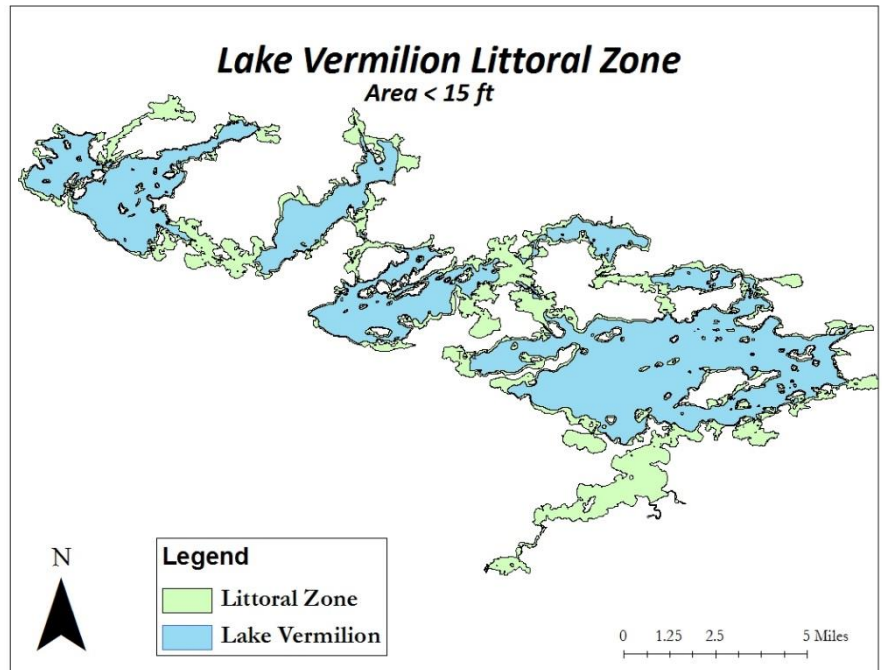 Lake Vermilion Littoral Zone
Area < 15 ft
N
Legend
Littoral Zone
Lake Vermilion
0 1.25 2.5 5 Miles